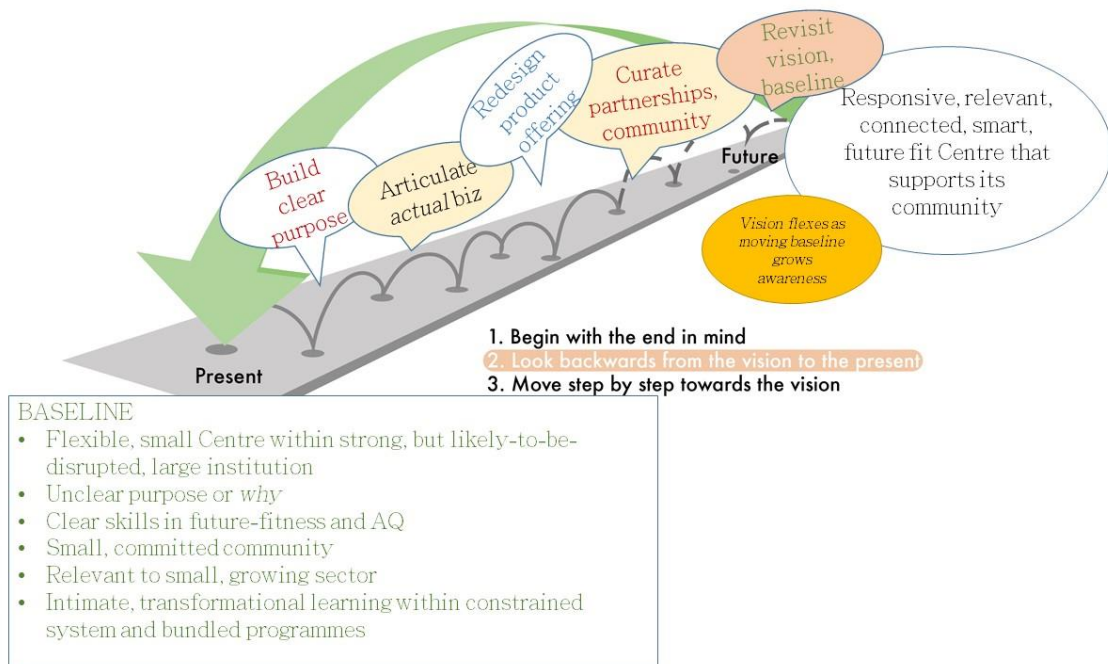 Build
clear
purpose
Articulate
actual biz
Redesign
product
offering
Curate
partnerships,
community
Revisit
vision,
baseline
Responsive, relevant,
connected, smart,
future fit Centre that
supports its
community
Future
Vision flexes as
moving baseline
grows
awareness
Present
1. Begin with the end in mind
2. Look backwards from the vision to the present
3. Move step by step towards the vision
BASELINE
• Flexible, small Centre within strong, but likely-to-be-
disrupted, large institution
• Unclear purpose or why
• Clear skills in future-fitness and AQ
• Small, committed community
• Relevant to small, growing sector
• Intimate, transformational learning within constrained
system and bundled programmes